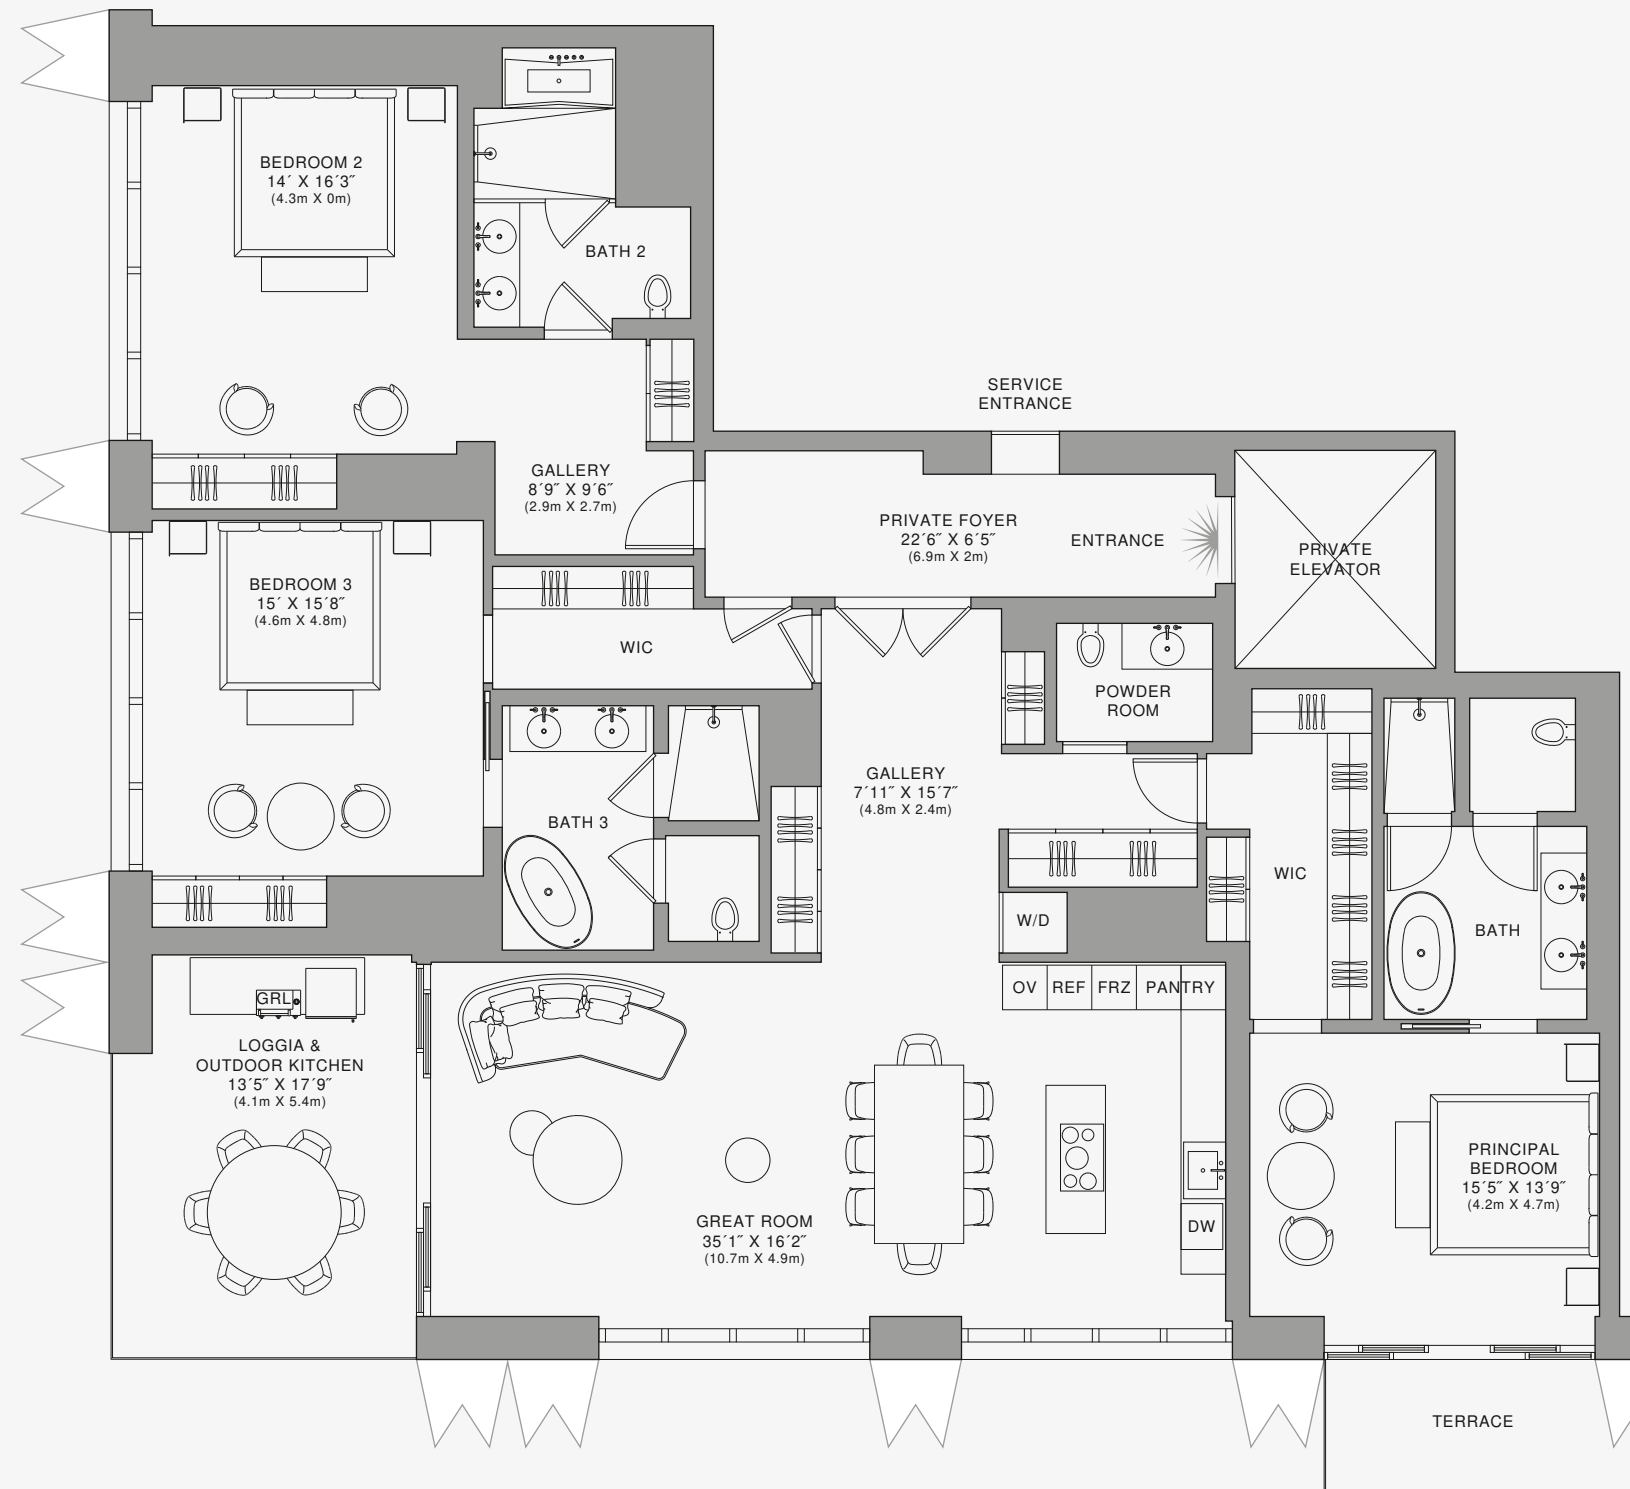 BEDROOM 2
14´ X 16´3˝
(4.3m X 0m)
BATH 2
SERVICE
ENTRANCE
GALLERY
8´9˝ X 9´6˝
(2.9m X 2.7m)
PRIVATE FOYER
22´6˝ X 6´5˝
(6.9m X 2m)
ENTRANCE
PRIVATE
ELEVATOR
BEDROOM 3
15´ X 15´8˝
(4.6m X 4.8m)
WIC
POWDER
ROOM
GALLERY
7´11˝ X 15´7˝
(4.8m X 2.4m)
BATH 3
WIC
W/D
BATH
OV
REF
FRZ
PANTRY
GRL
LOGGIA &
OUTDOOR KITCHEN
13´5˝ X 17´9˝
(4.1m X 5.4m)
PRINCIPAL
BEDROOM
15´5˝ X 13´9˝
(4.2m X 4.7m)
GREAT ROOM
35´1˝ X 16´2˝
(10.7m X 4.9m)
DW
TERRACE